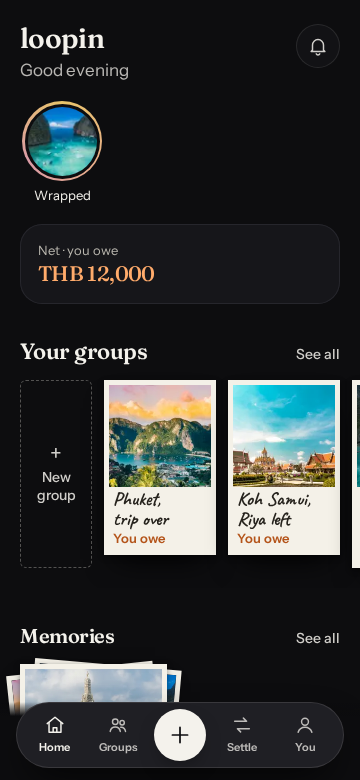 loopin
Good evening
Wrapped
Net · you owe
THB 12,000
Your groups
See all
+
New
group
Phuket,
trip over
You owe
Koh Samui,
Riya left
You owe
Memories
See all
Home
Groups
Settle
You